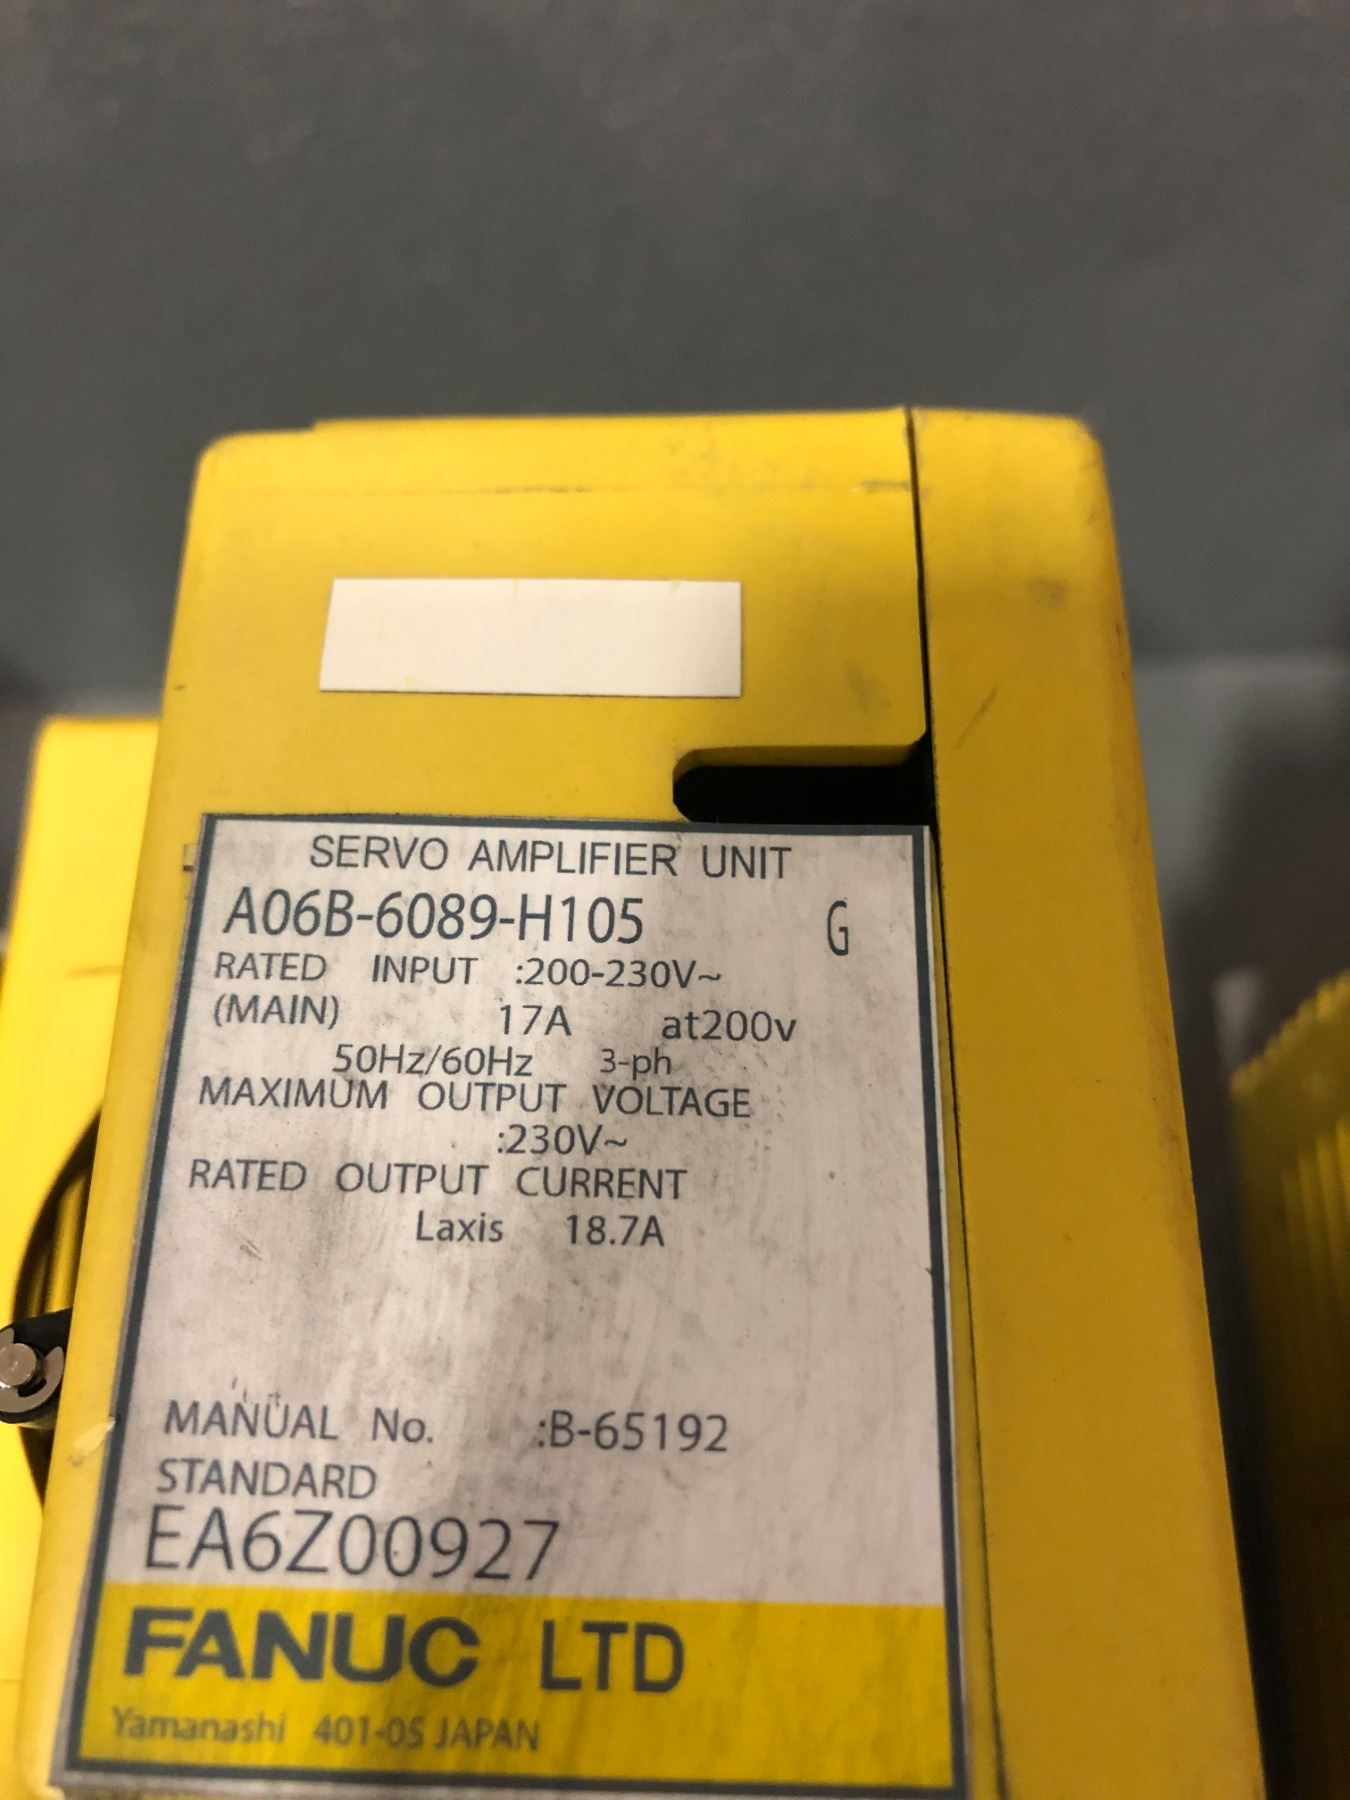 SERVO AMPLIFIER UNIT
A06B-6089-H105 G
RATED INPUT :200-230V~
(MAIN) 17A at200v
50Hz/60Hz 3-ph
MAXIMUM OUTPUT VOLTAGE
:230V~
RATED OUTPUT CURRENT
Laxis 18.7A
MANUAL No. :B-65192
STANDARD
EA6Z00927
FANUC LTD
Yamanashi 401-05 JAPAN